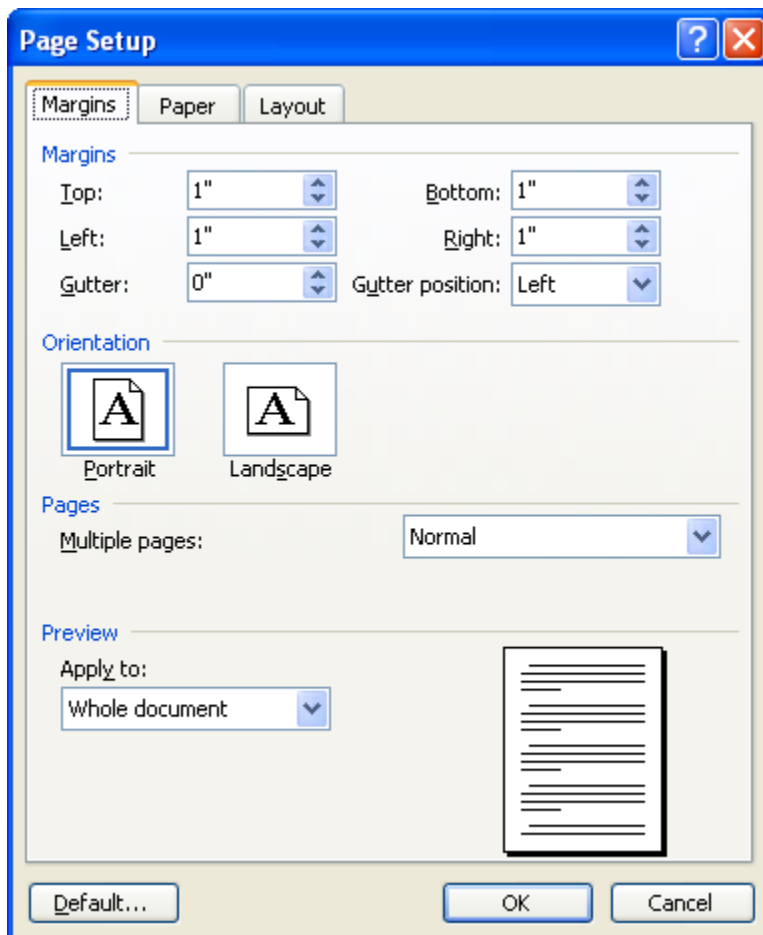 Page Setup
Margins Paper Layout
Margins
Top: 1" Bottom: 1"
Left: 1" Right: 1"
Gutter: 0" Gutter position: Left
Orientation
A A
Portrait Landscape
Pages
Multiple pages: Normal
Preview
Apply to:
Whole document
Default... OK Cancel